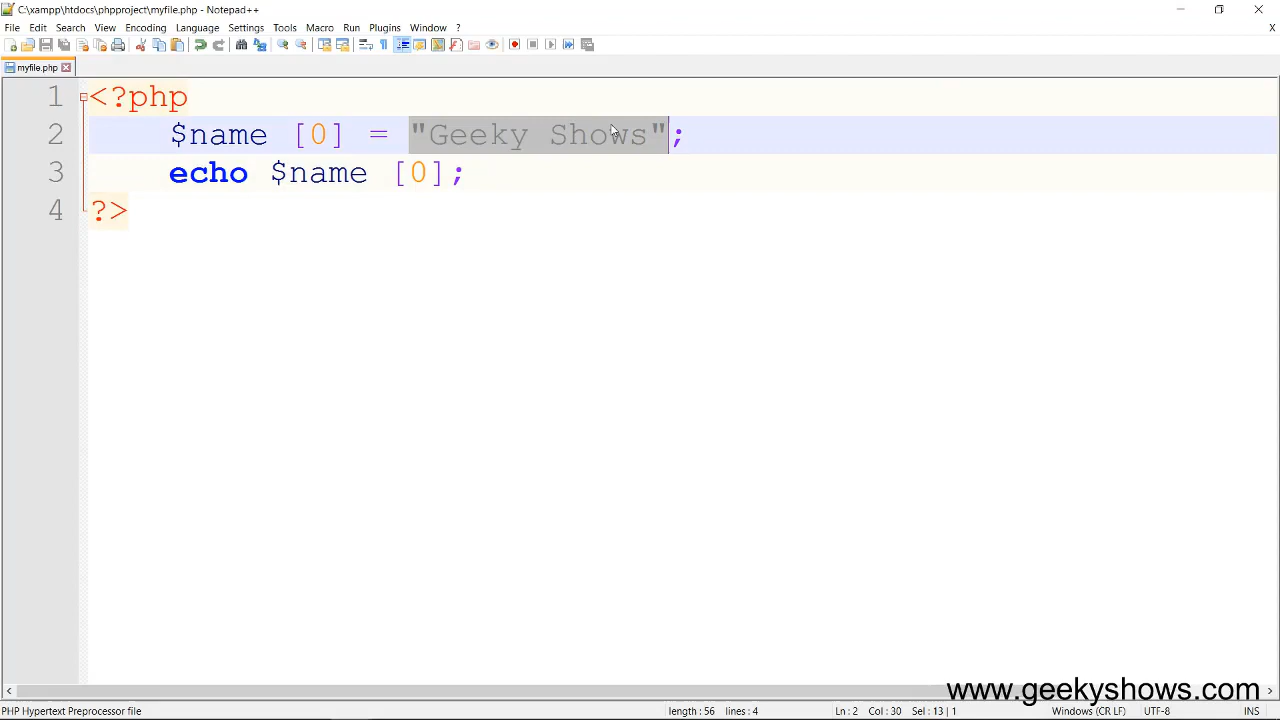 C:\xampp\htdocs\phpproject\myfile.php - Notepad++
File Edit Search View Encoding Language Settings Tools Macro Run Plugins Window ?
X
myfile.php
1 <?php
2 $name [0] = "Geeky Shows";
3 echo $name [0];
4 ?>
www.geekyshows.com
PHP Hypertext Preprocessor file length : 56 lines : 4 Ln : 2 Col : 30 Sel : 13 | 1 Windows (CR LF) UTF-8 INS